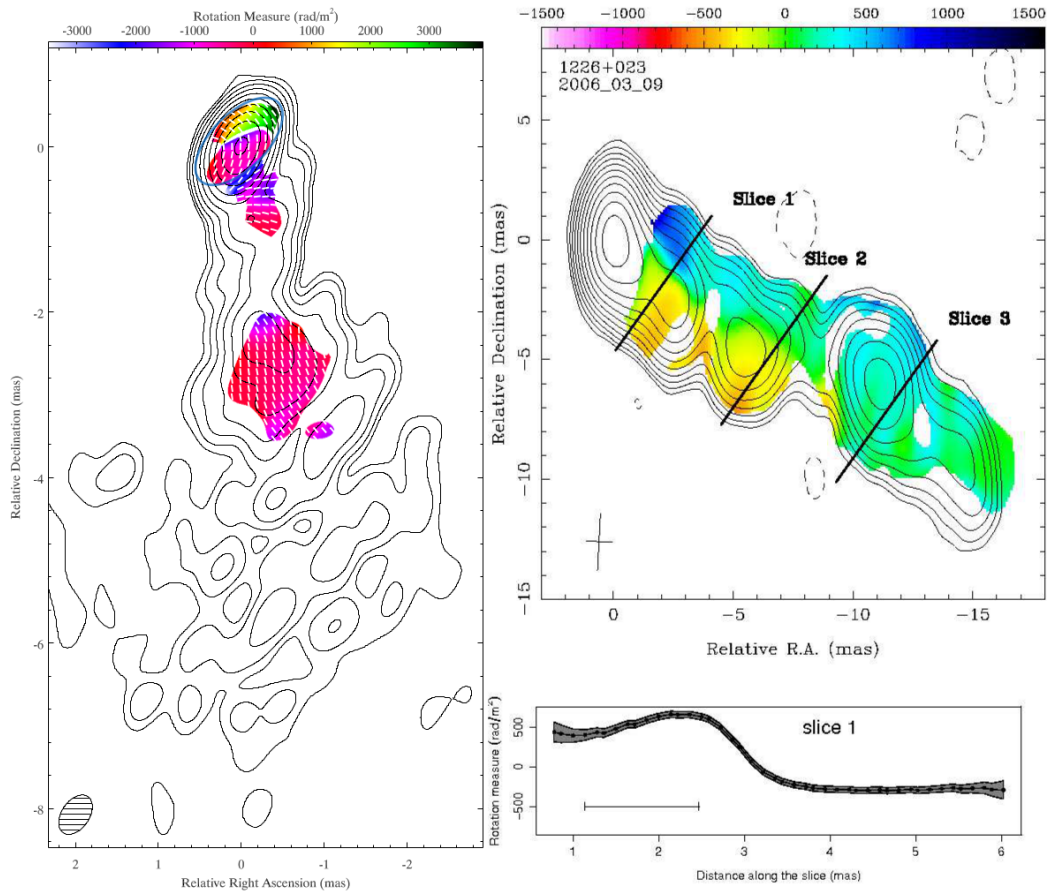 Rotation Measure (rad/m²)
-3000 -2000 -1000 0 1000 2000 3000
0
-2
-4
-6
-8
Relative Declination (mas)
2 1 0 -1 -2
Relative Right Ascension (mas)
−1500 −1000 −500 0 500 1000 1500
1226+023
2006_03_09
Slice 1
Slice 2
Slice 3
5
0
−5
−10
−15
Relative Declination (mas)
0 −5 −10 −15
Relative R.A. (mas)
slice 1
500
0
-500
Rotation measure (rad/m²)
1 2 3 4 5 6
Distance along the slice (mas)